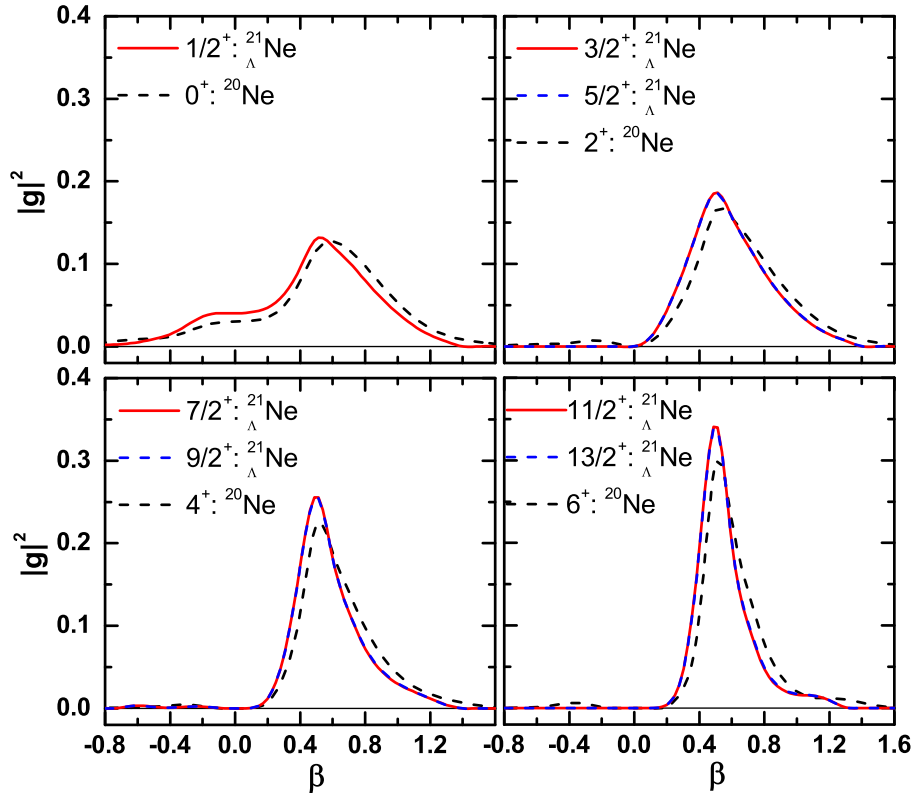 0.4
0.3
0.2
0.1
0.0
|g|²
1/2⁺: ²¹ΛNe
0⁺: ²⁰Ne
3/2⁺: ²¹ΛNe
5/2⁺: ²¹ΛNe
2⁺: ²⁰Ne
0.4
0.3
0.2
0.1
0.0
|g|²
7/2⁺: ²¹ΛNe
9/2⁺: ²¹ΛNe
4⁺: ²⁰Ne
11/2⁺: ²¹ΛNe
13/2⁺: ²¹ΛNe
6⁺: ²⁰Ne
-0.8 -0.4 0.0 0.4 0.8 1.2 -0.8 -0.4 0.0 0.4 0.8 1.2 1.6
β β